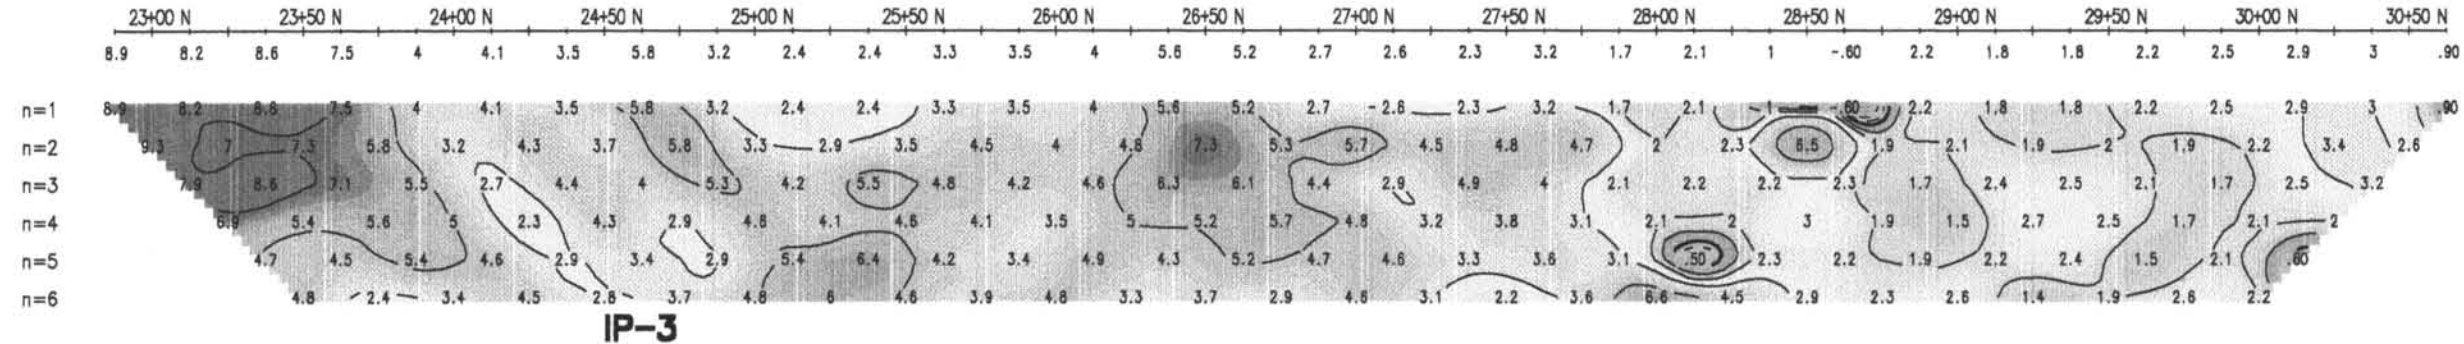 23+00 N 23+50 N 24+00 N 24+50 N 25+00 N 25+50 N 26+00 N 26+50 N 27+00 N 27+50 N 28+00 N 28+50 N 29+00 N 29+50 N 30+00 N 30+50 N
8.9 8.2 8.6 7.5 4 4.1 3.5 5.8 3.2 2.4 2.4 3.3 3.5 4 5.6 5.2 2.7 2.6 2.3 3.2 1.7 2.1 1 -.60 2.2 1.8 1.8 2.2 2.5 2.9 3 .90
n=1 8.9 8.2 8.6 7.5 4 4.1 3.5 5.8 3.2 2.4 2.4 3.3 3.5 4 5.6 5.2 2.7 2.6 2.3 3.2 1.7 2.1 1 .60 2.2 1.8 1.8 2.2 2.5 2.9 3 .90
n=2 9.3 7 7.3 5.8 3.2 4.3 3.7 5.8 3.3 2.9 3.5 4.5 4 4.8 7.3 5.3 5.7 4.5 4.8 4.7 2 2.3 6.5 1.9 2.1 1.9 2 1.9 2.2 3.4 2.6
n=3 7.9 8.6 7.1 5.5 2.7 4.4 4 5.3 4.2 5.5 4.8 4.2 4.6 6.3 6.1 4.4 2.9 4.9 4 2.1 2.2 2.2 2.3 1.7 2.4 2.5 2.1 1.7 2.5 3.2
n=4 6.9 5.4 5.6 5 2.3 4.3 2.9 4.8 4.1 4.6 4.1 3.5 5 5.2 5.7 4.8 3.2 3.8 3.1 2.1 2 3 1.9 1.5 2.7 2.5 1.7 2.1 2
n=5 4.7 4.5 5.4 4.6 2.9 3.4 2.9 5.4 6.4 4.2 3.4 4.9 4.3 5.2 4.7 4.6 3.3 3.6 3.1 .50 2.3 2.2 1.9 2.2 2.4 1.5 2.1 .60
n=6 4.8 2.4 3.4 4.5 2.8 3.7 4.8 6 4.6 3.9 4.8 3.3 3.7 2.9 4.6 3.1 2.2 3.6 6.6 4.5 2.9 2.3 2.6 1.4 1.9 2.6 2.2
IP-3